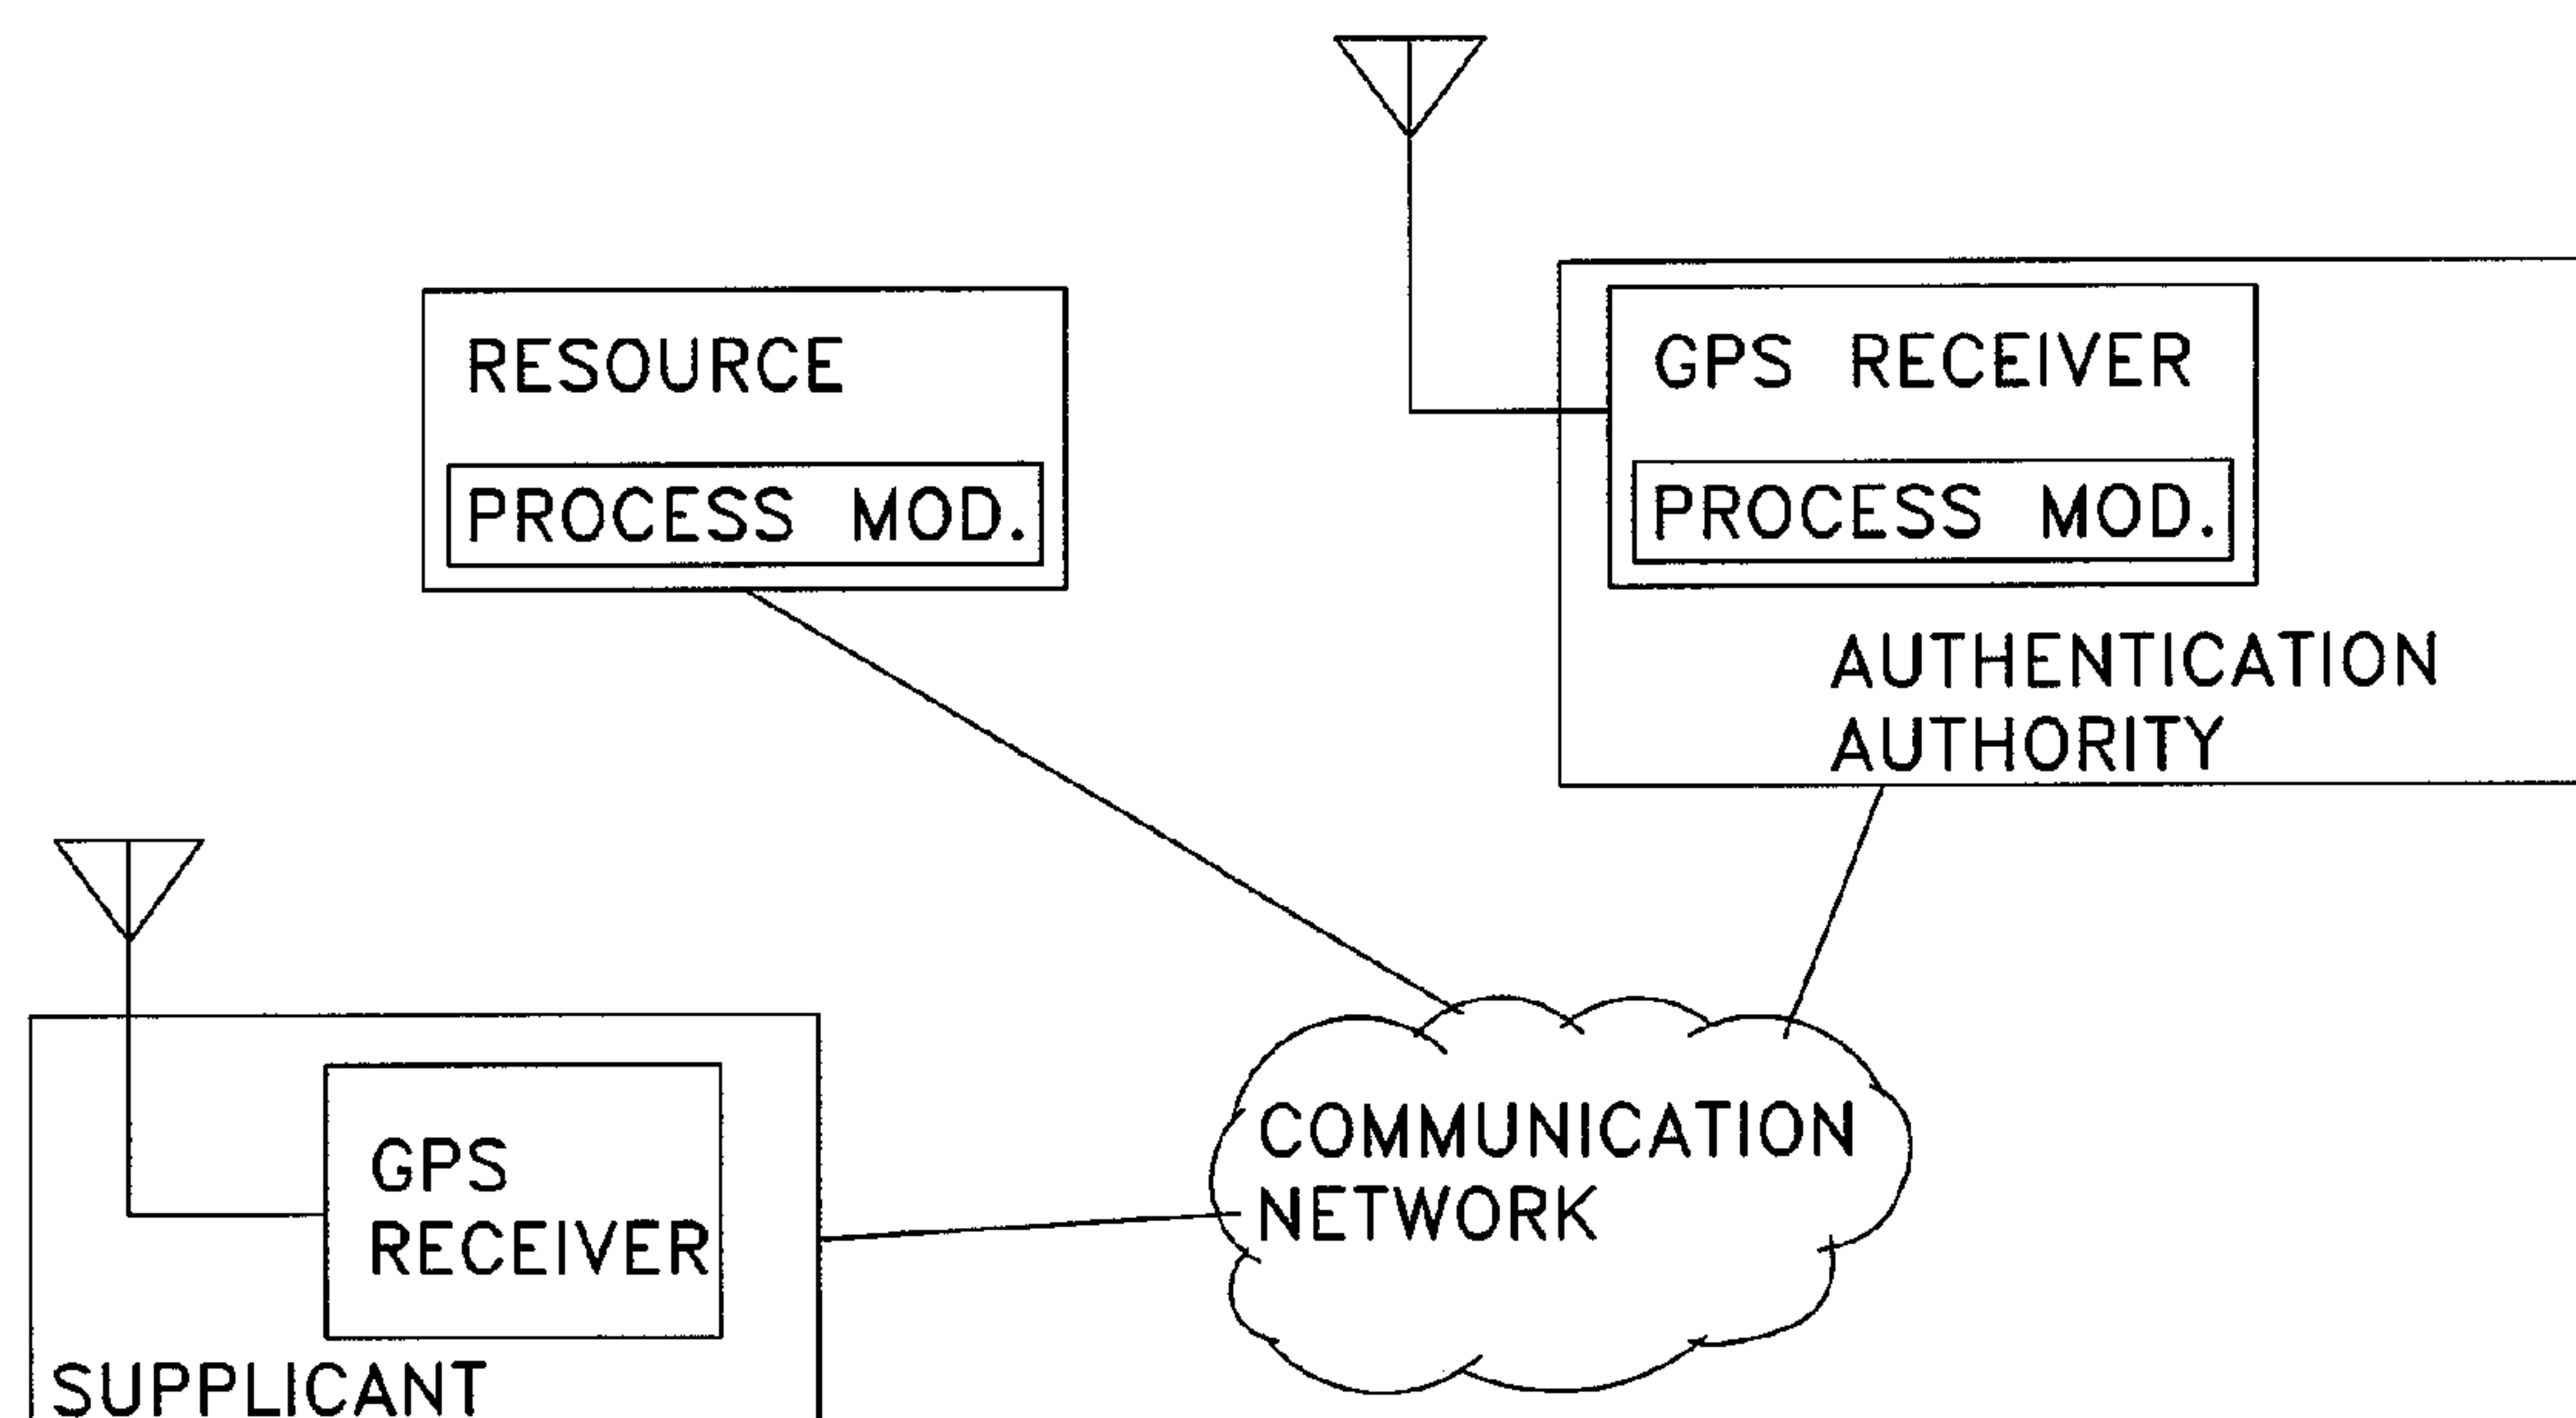 RESOURCE
PROCESS MOD.
GPS RECEIVER
PROCESS MOD.
AUTHENTICATION
AUTHORITY
GPS
RECEIVER
SUPPLICANT
COMMUNICATION
NETWORK